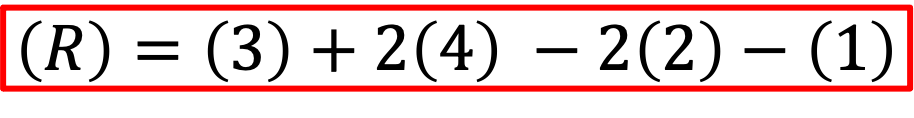 (R) = (3) + 2(4) − 2(2) − (1)